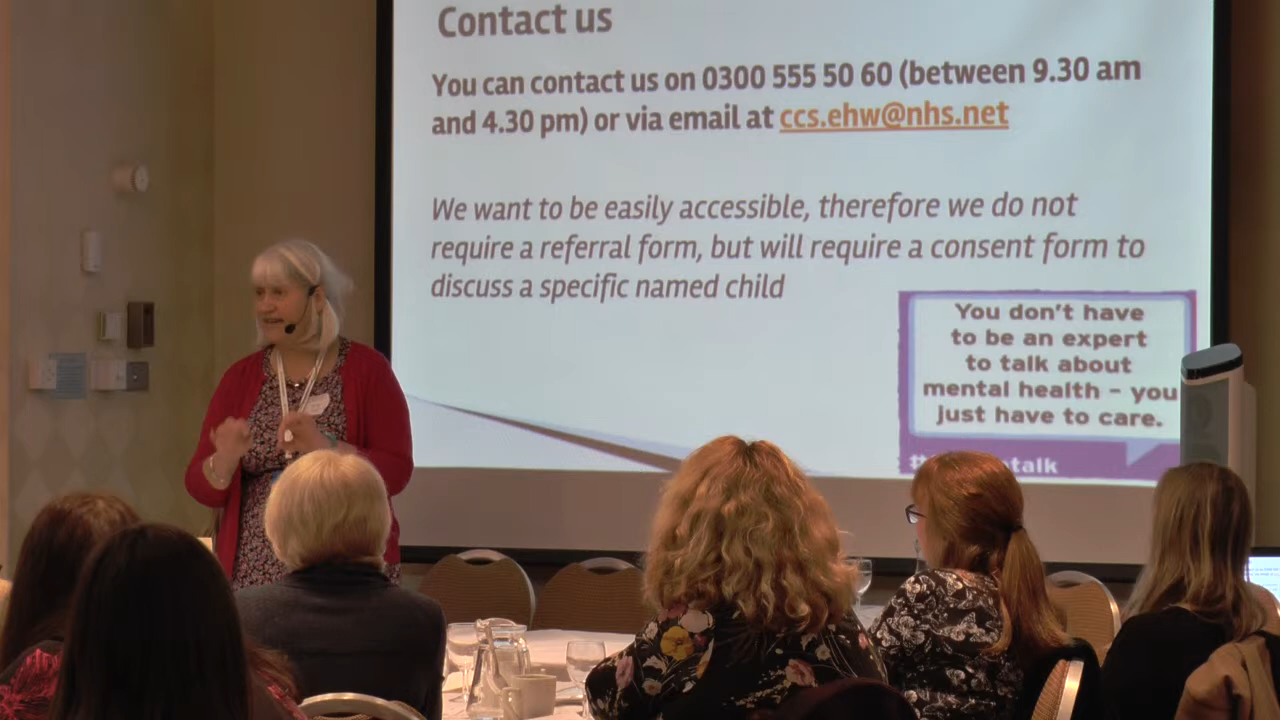 Contact us
You can contact us on 0300 555 50 60 (between 9.30 am
and 4.30 pm) or via email at ccs.ehw@nhs.net
We want to be easily accessible, therefore we do not
require a referral form, but will require a consent form to
discuss a specific named child
You don't have
to be an expert
to talk about
mental health - you
just have to care.